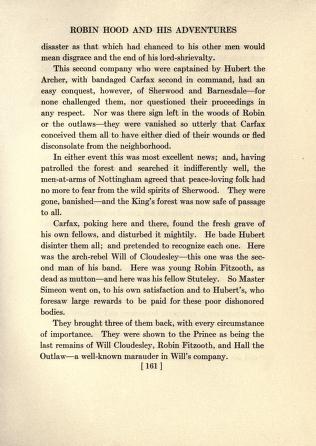 ROBIN HOOD AND HIS ADVENTURES
disaster as that which had chanced to his other men would
mean disgrace and the end of his lord-shrievalty.
This second company who were captained by Hubert the
Archer, with bandaged Carfax second in command, had an
easy conquest, however, of Sherwood and Barnesdale—for
none challenged them, nor questioned their proceedings in
any respect. Nor was there sign left in the woods of Robin
or the outlaws—they were vanished so utterly that Carfax
conceived them all to have either died of their wounds or fled
disconsolate from the neighborhood.
In either event this was most excellent news; and, having
patrolled the forest and searched it indifferently well, the
men-at-arms of Nottingham agreed that peace-loving folk had
no more to fear from the wild spirits of Sherwood. They were
gone, banished—and the King's forest was now safe of passage
to all.
Carfax, poking here and there, found the fresh grave of
his own fellows, and disturbed it mightily. He bade Hubert
disinter them all; and pretended to recognize each one. Here
was the arch-rebel Will of Cloudesley—this one was the sec-
ond man of his band. Here was young Robin Fitzooth, as
dead as mutton—and here was his fellow Stuteley. So Master
Simeon went on, to his own satisfaction and to Hubert's, who
foresaw large rewards to be paid for these poor dishonored
bodies.
They brought three of them back, with every circumstance
of importance. They were shown to the Prince as being the
last remains of Will Cloudesley, Robin Fitzooth, and Hall the
Outlaw—a well-known marauder in Will's company.
[ 161 ]